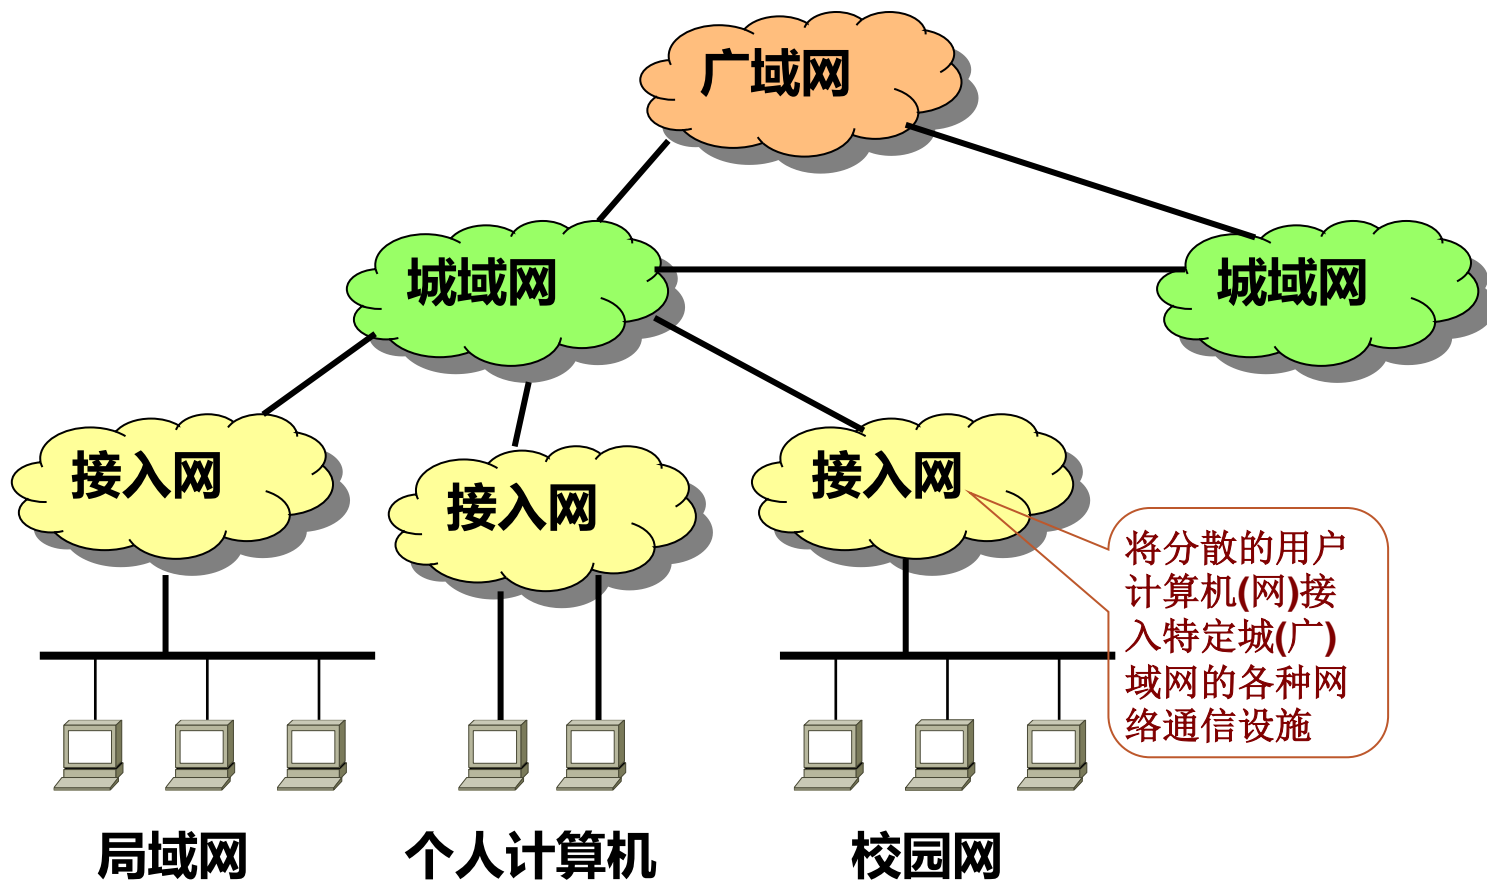 广域网
城域网
城域网
接入网
接入网
接入网
将分散的用户
计算机(网)接
入特定城(广)
域网的各种网
络通信设施
局域网
个人计算机
校园网